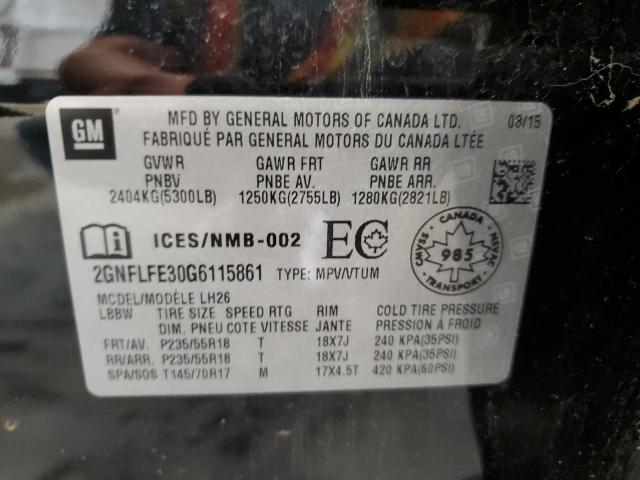 GM
MFD BY GENERAL MOTORS OF CANADA LTD. 08/15
FABRIQUÉ PAR GENERAL MOTORS DU CANADA LTÉE
GVWR GAWR FRT GAWR RR
PNBV PNBE AV. PNBE ARR.
2404KG(5300LB) 1250KG(2755LB) 1280KG(2821LB)
ICES/NMB-002 EC
CANADA
CMVSS 985 NSVAC
TRANSPORT
2GNFLFE30G6115861 TYPE: MPV/VTUM
MODEL/MODÈLE LH26
LBBW TIRE SIZE SPEED RTG RIM COLD TIRE PRESSURE
DIM. PNEU COTE VITESSE JANTE PRESSION A FROID
FRT/AV. P235/55R18 T 18X7J 240 KPA(35PSI)
RR/ARR. P235/55R18 T 18X7J 240 KPA(35PSI)
SPA/SOS T145/70R17 M 17X4.5T 420 KPA(60PSI)